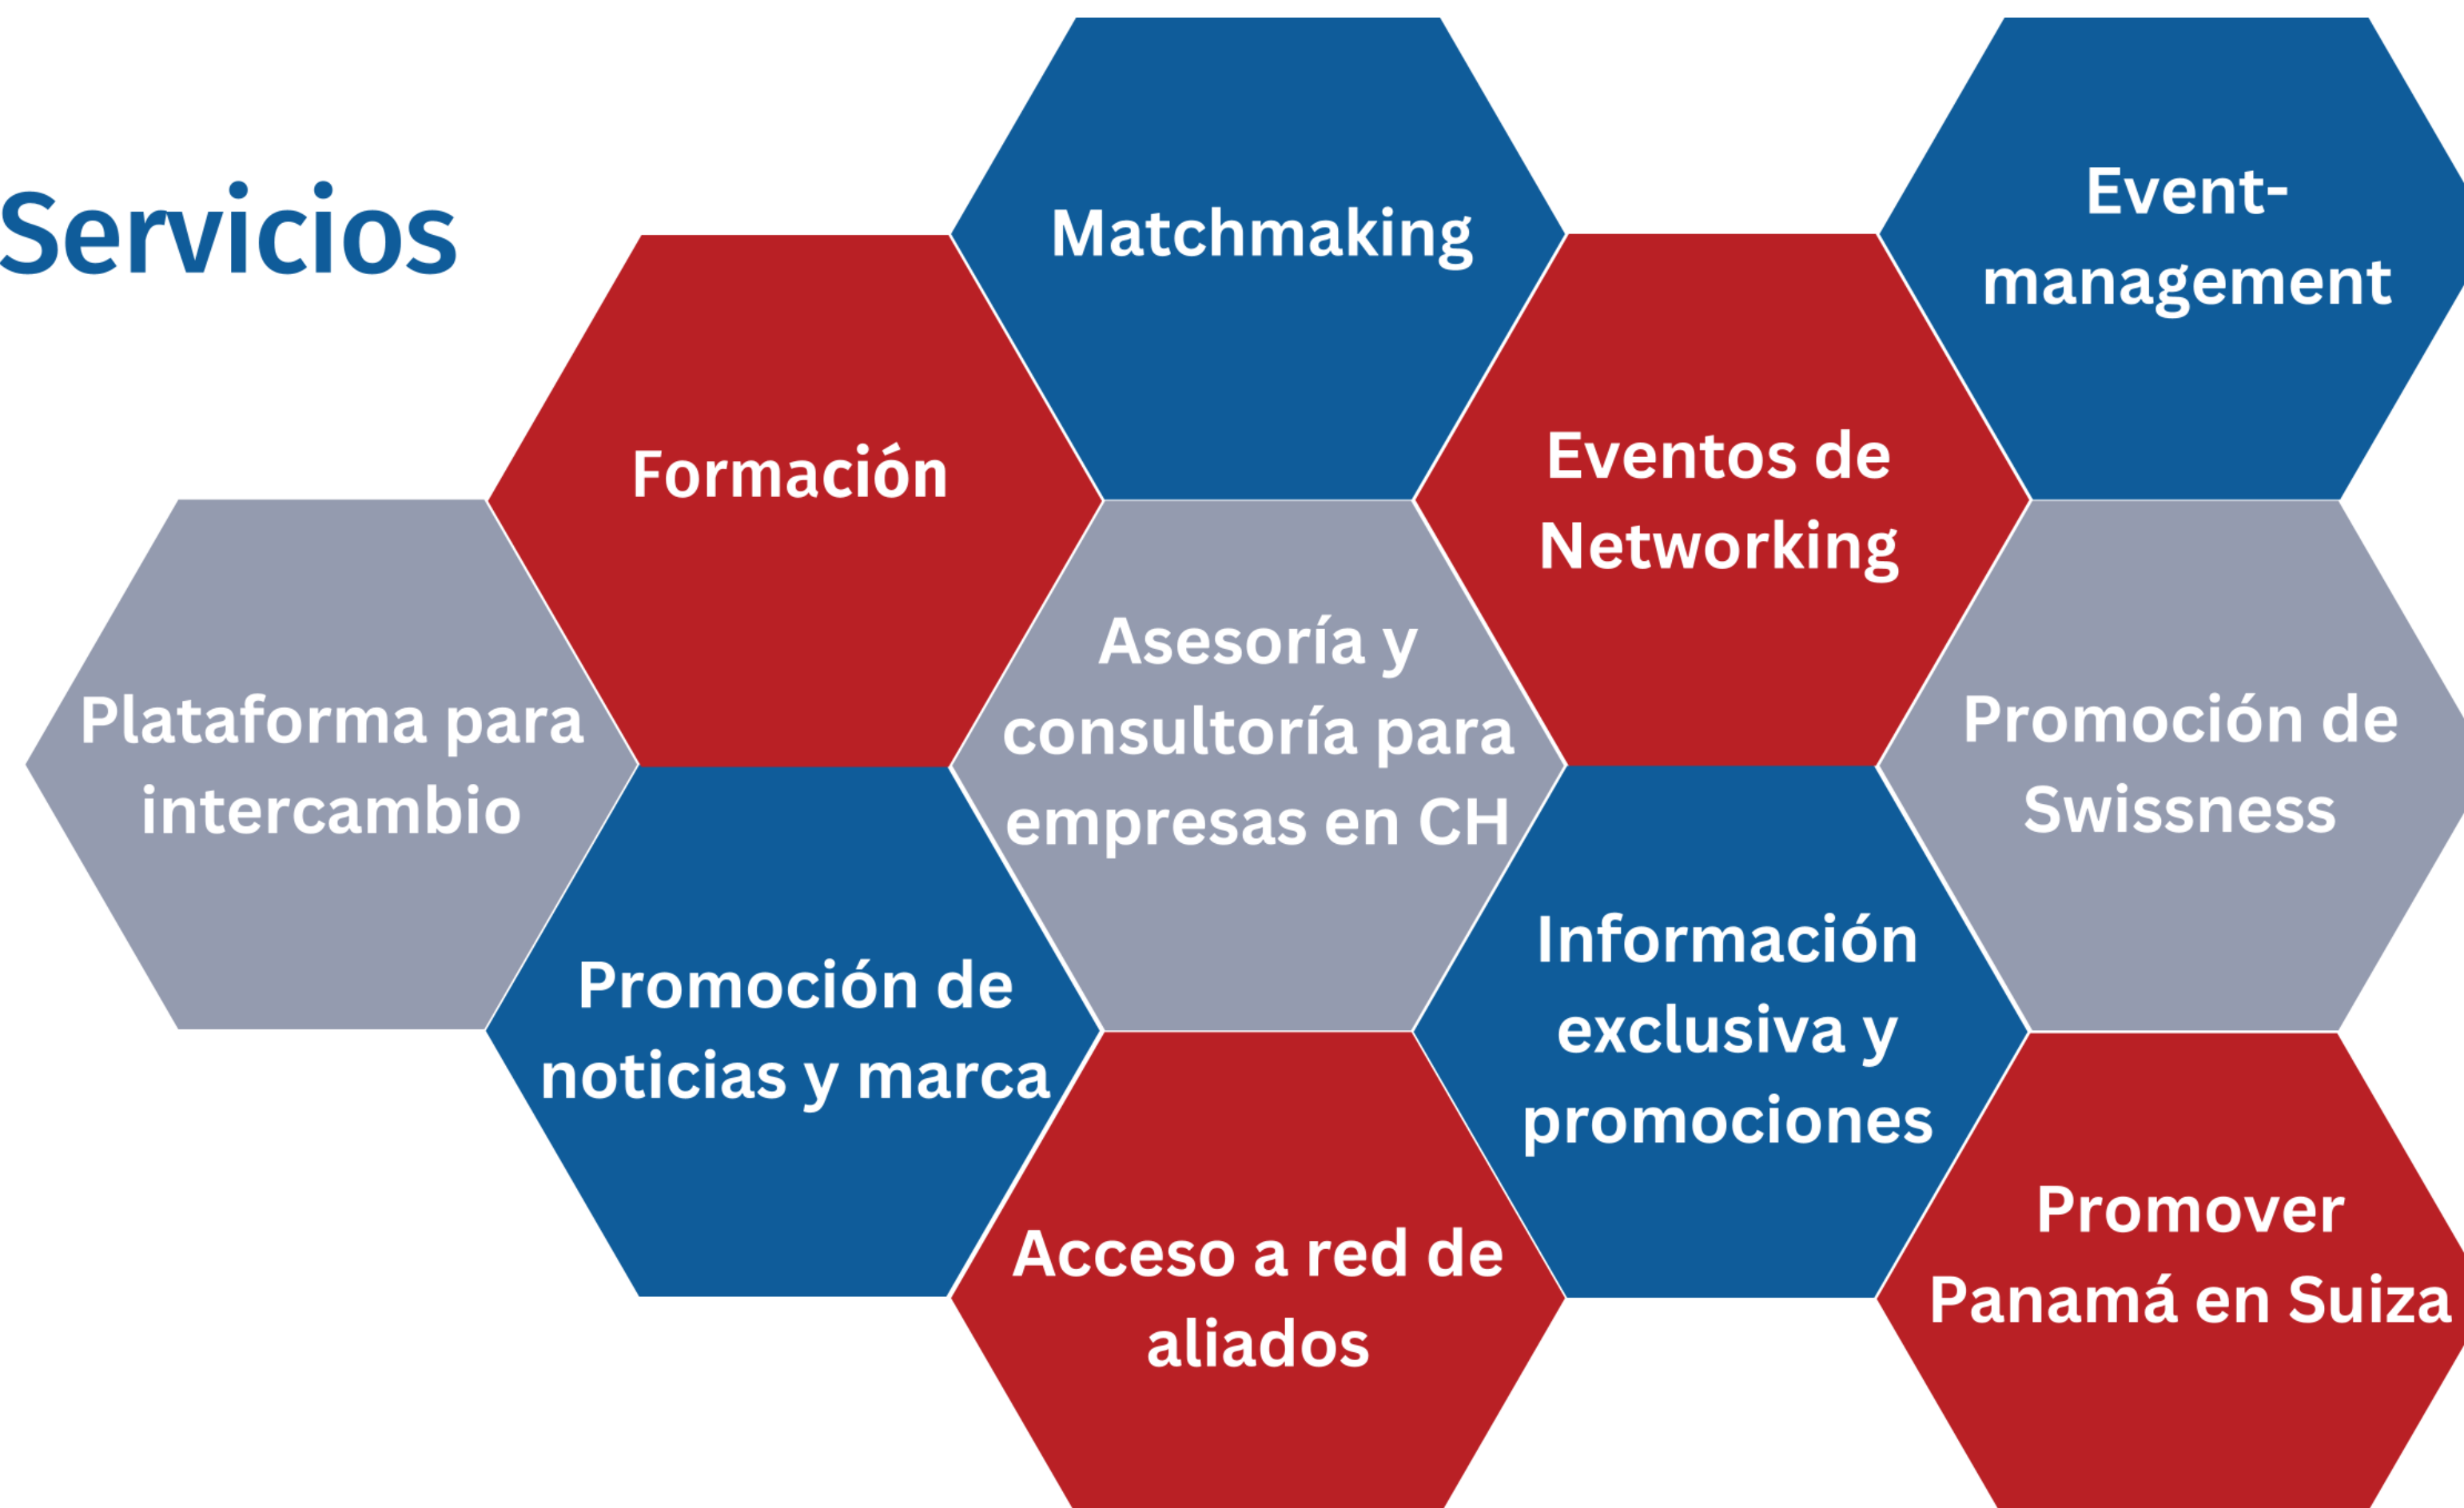 Servicios
Matchmaking
Event-
management
Formación
Eventos de
Networking
Plataforma para
intercambio
Asesoría y
consultoría para
empresas en CH
Promoción de
Swissness
Promoción de
noticias y marca
Información
exclusiva y
promociones
Acceso a red de
aliados
Promover
Panamá en Suiza